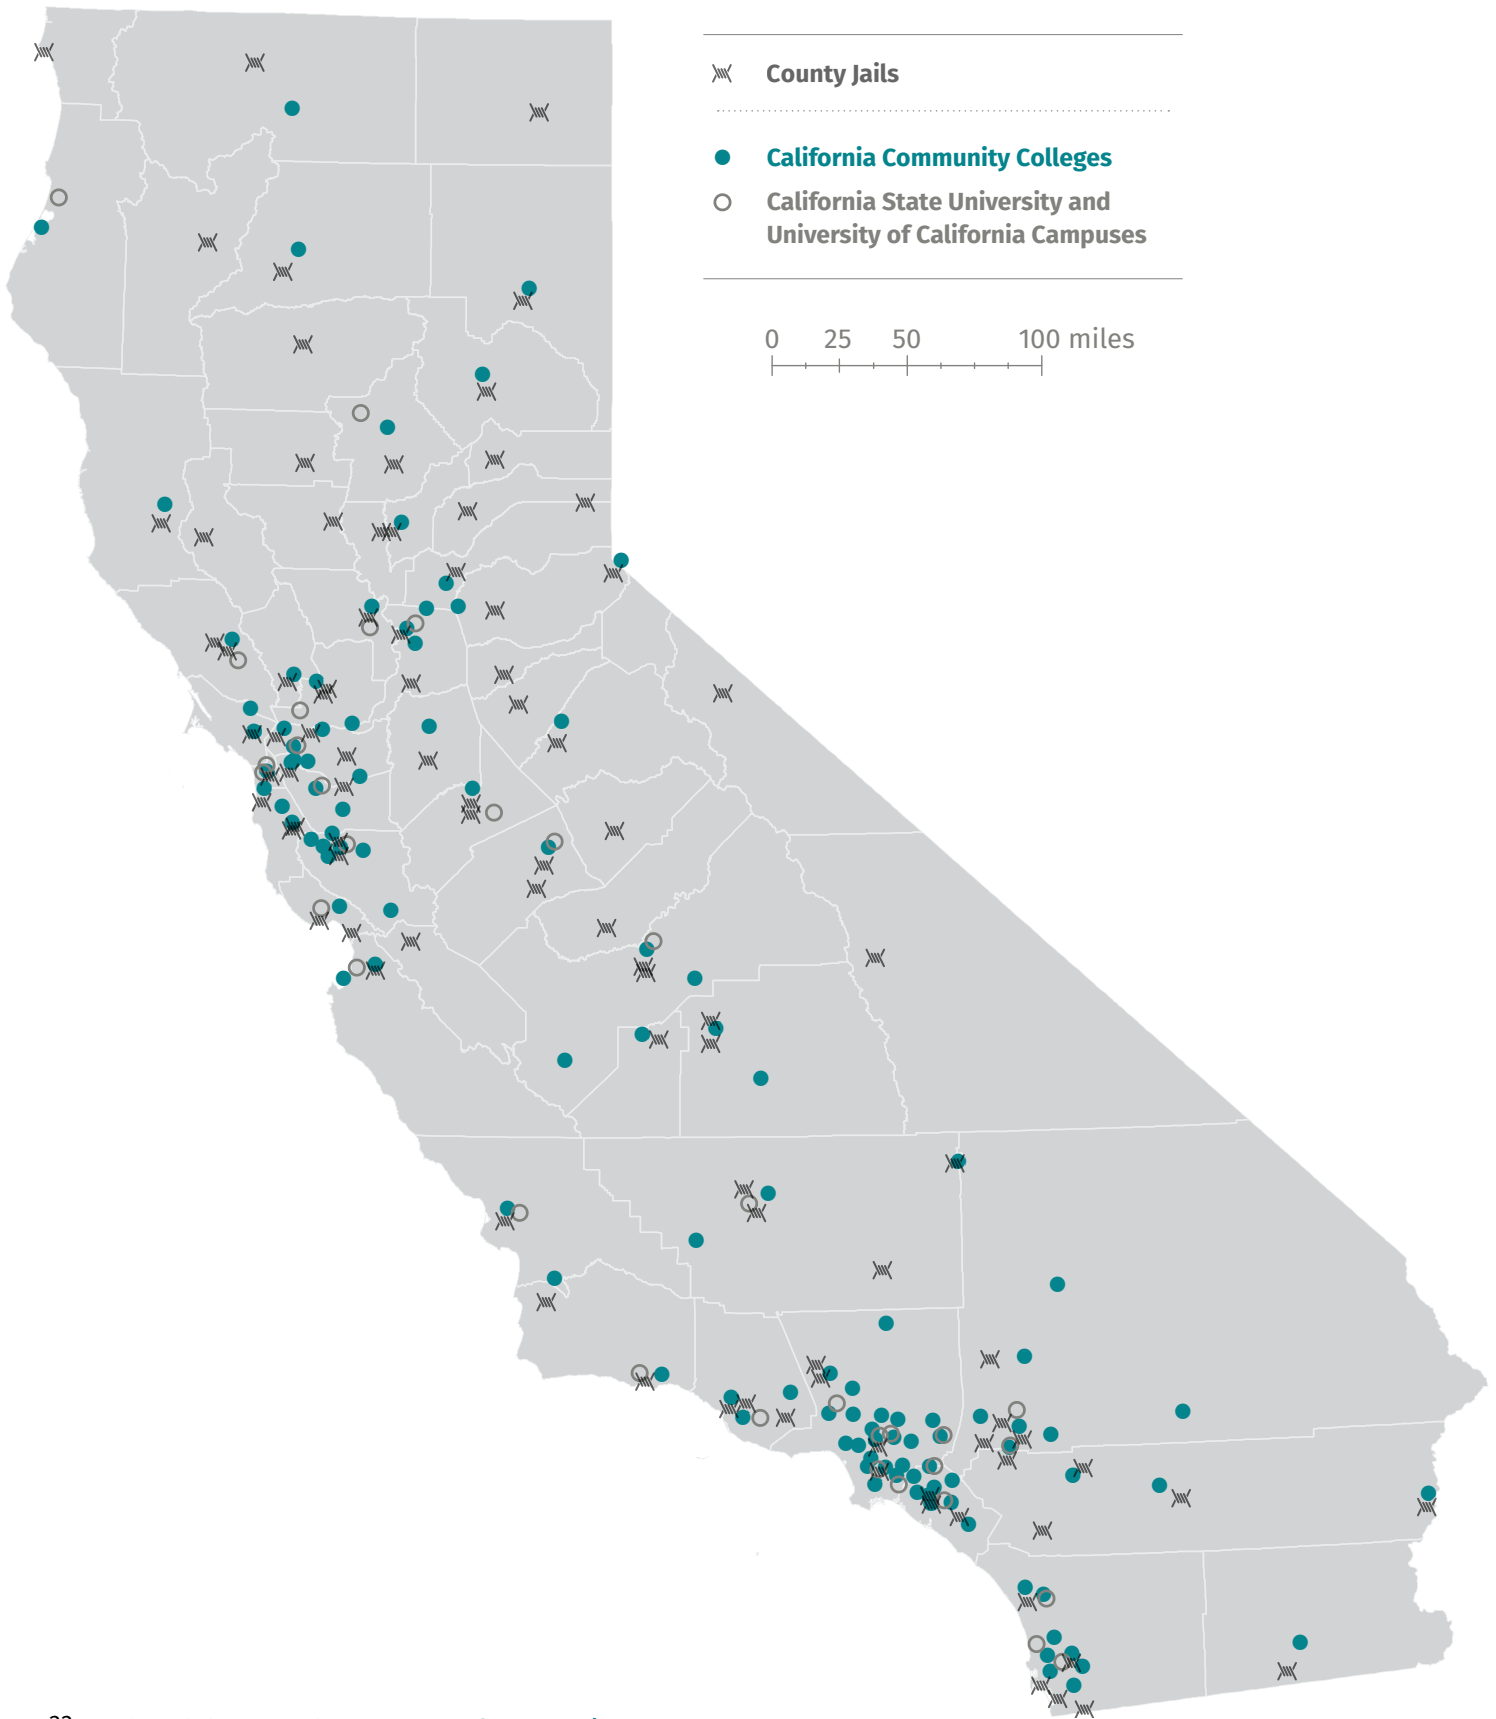 County Jails
California Community Colleges
California State University and
University of California Campuses
0 25 50 100 miles